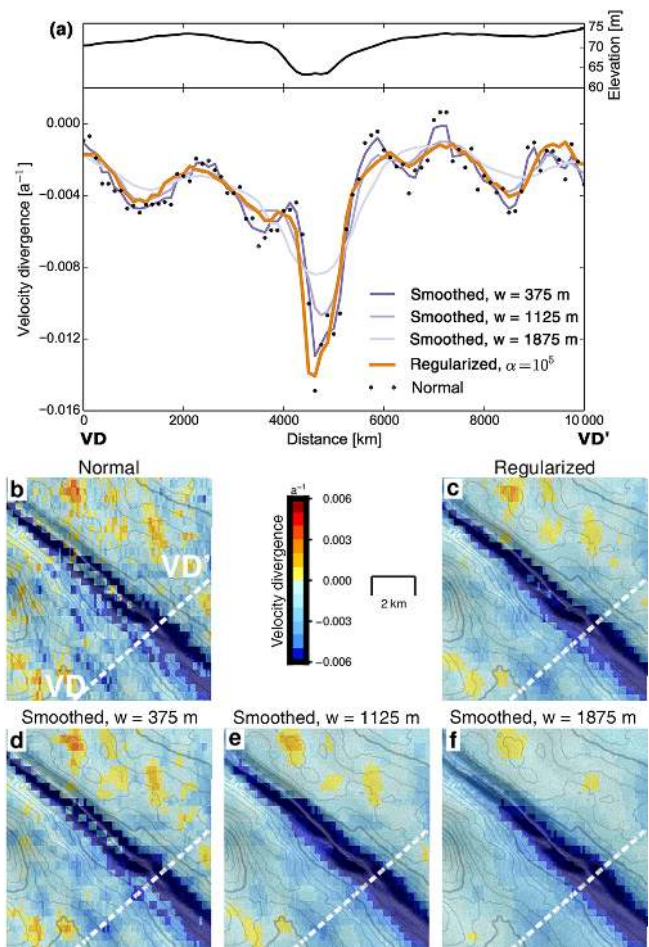 (a)
75
70
65
60
Elevation [m]
0.000
−0.004
−0.008
−0.012
−0.016
Velocity divergence [a⁻¹]
Smoothed, w = 375 m
Smoothed, w = 1125 m
Smoothed, w = 1875 m
Regularized, α=10⁵
Normal
0 2000 4000 6000 8000 10 000
VD Distance [km] VD'
Normal
Regularized
b
VD'
VD
a⁻¹
0.006
0.003
0.000
−0.003
−0.006
Velocity divergence
2 km
c
Smoothed, w = 375 m
Smoothed, w = 1125 m
Smoothed, w = 1875 m
d
e
f